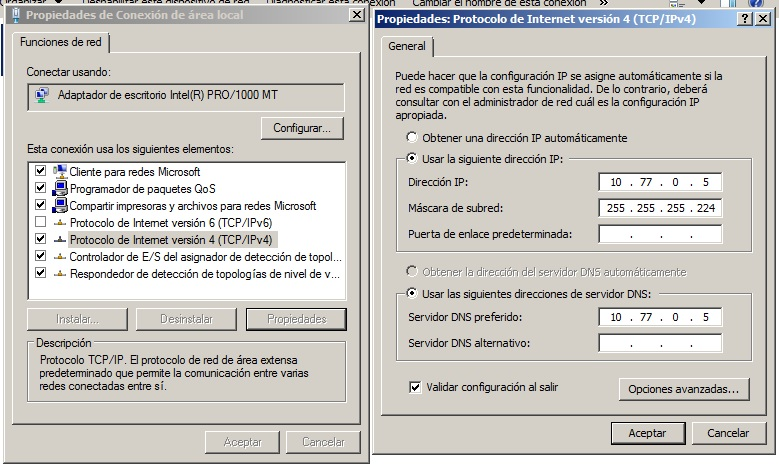 Organizar
Deshabilitar este dispositivo de red
Diagnosticar esta conexión
Cambiar el nombre de esta conexión
»
Propiedades de Conexión de área local
Funciones de red
Conectar usando:
Adaptador de escritorio Intel(R) PRO/1000 MT
Configurar...
Esta conexión usa los siguientes elementos:
Cliente para redes Microsoft
Programador de paquetes QoS
Compartir impresoras y archivos para redes Microsoft
Protocolo de Internet versión 6 (TCP/IPv6)
Protocolo de Internet versión 4 (TCP/IPv4)
Controlador de E/S del asignador de detección de topol...
Respondedor de detección de topologías de nivel de v...
Instalar...
Desinstalar
Propiedades
Descripción
Protocolo TCP/IP. El protocolo de red de área extensa
predeterminado que permite la comunicación entre varias
redes conectadas entre sí.
Aceptar
Cancelar
Propiedades: Protocolo de Internet versión 4 (TCP/IPv4)
General
Puede hacer que la configuración IP se asigne automáticamente si la
red es compatible con esta funcionalidad. De lo contrario, deberá
consultar con el administrador de red cuál es la configuración IP
apropiada.
Obtener una dirección IP automáticamente
Usar la siguiente dirección IP:
Dirección IP: 10 . 77 . 0 . 5
Máscara de subred: 255 . 255 . 255 . 224
Puerta de enlace predeterminada: . . .
Obtener la dirección del servidor DNS automáticamente
Usar las siguientes direcciones de servidor DNS:
Servidor DNS preferido: 10 . 77 . 0 . 5
Servidor DNS alternativo: . . .
Validar configuración al salir
Opciones avanzadas...
Aceptar
Cancelar